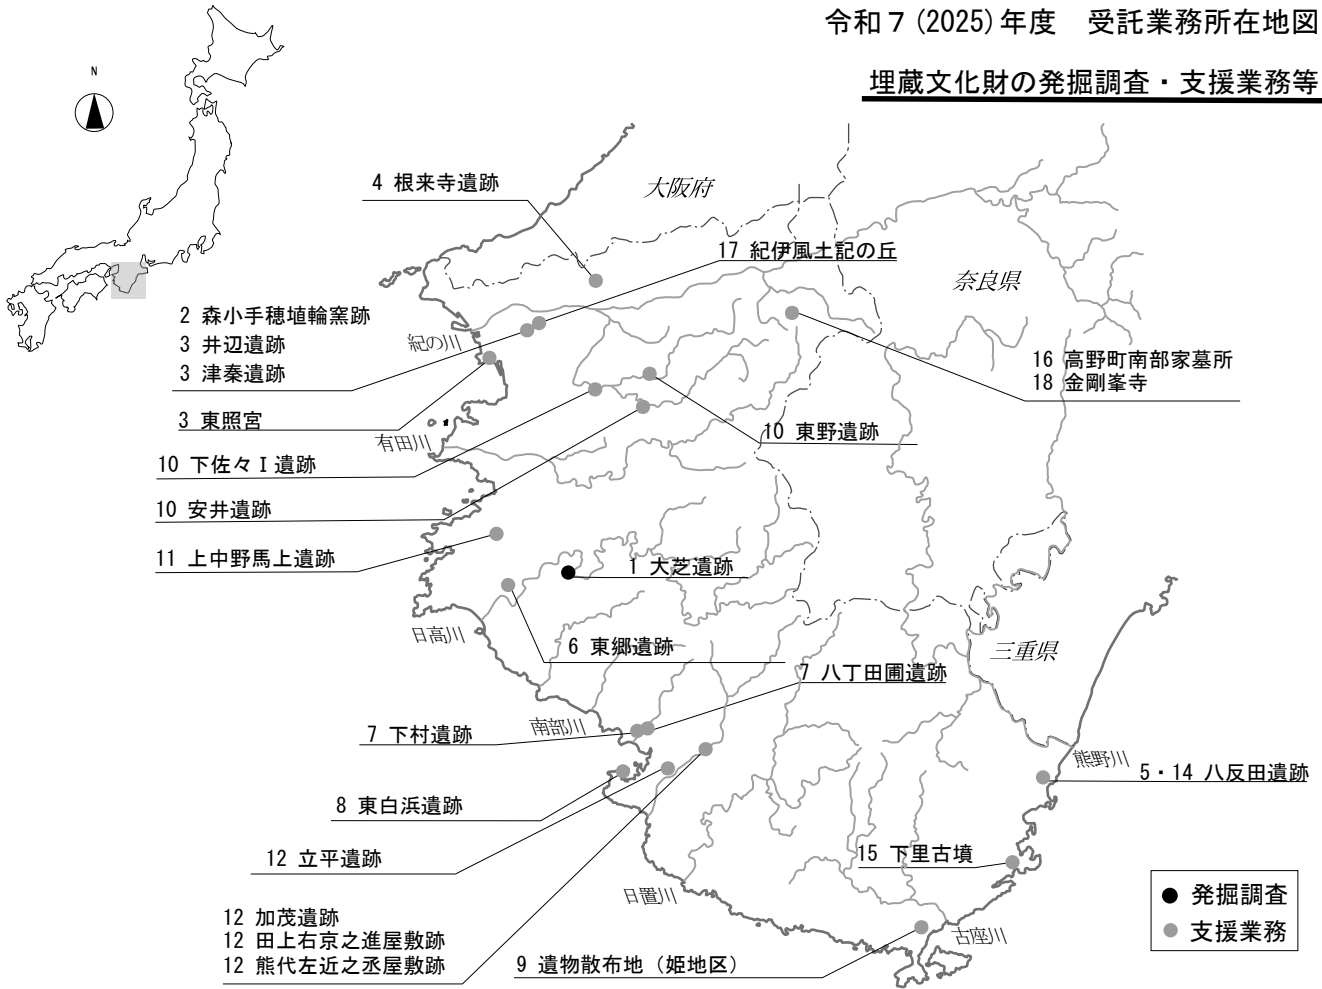 令和７(2025)年度　受託業務所在地図
埋蔵文化財の発掘調査・支援業務等
N
4 根来寺遺跡
大阪府
17 紀伊風土記の丘
奈良県
2 森小手穂埴輪窯跡
3 井辺遺跡
3 津秦遺跡
紀の川
16 高野町南部家墓所
18 金剛峯寺
3 東照宮
有田川
10 東野遺跡
10 下佐々Ⅰ遺跡
10 安井遺跡
11 上中野馬上遺跡
1 大芝遺跡
日高川
6 東郷遺跡
三重県
7 八丁田圃遺跡
南部川
7 下村遺跡
熊野川
5・14 八反田遺跡
8 東白浜遺跡
12 立平遺跡
15 下里古墳
日置川
12 加茂遺跡
12 田上右京之進屋敷跡
12 熊代左近之丞屋敷跡
9 遺物散布地（姫地区）
古座川
発掘調査
支援業務